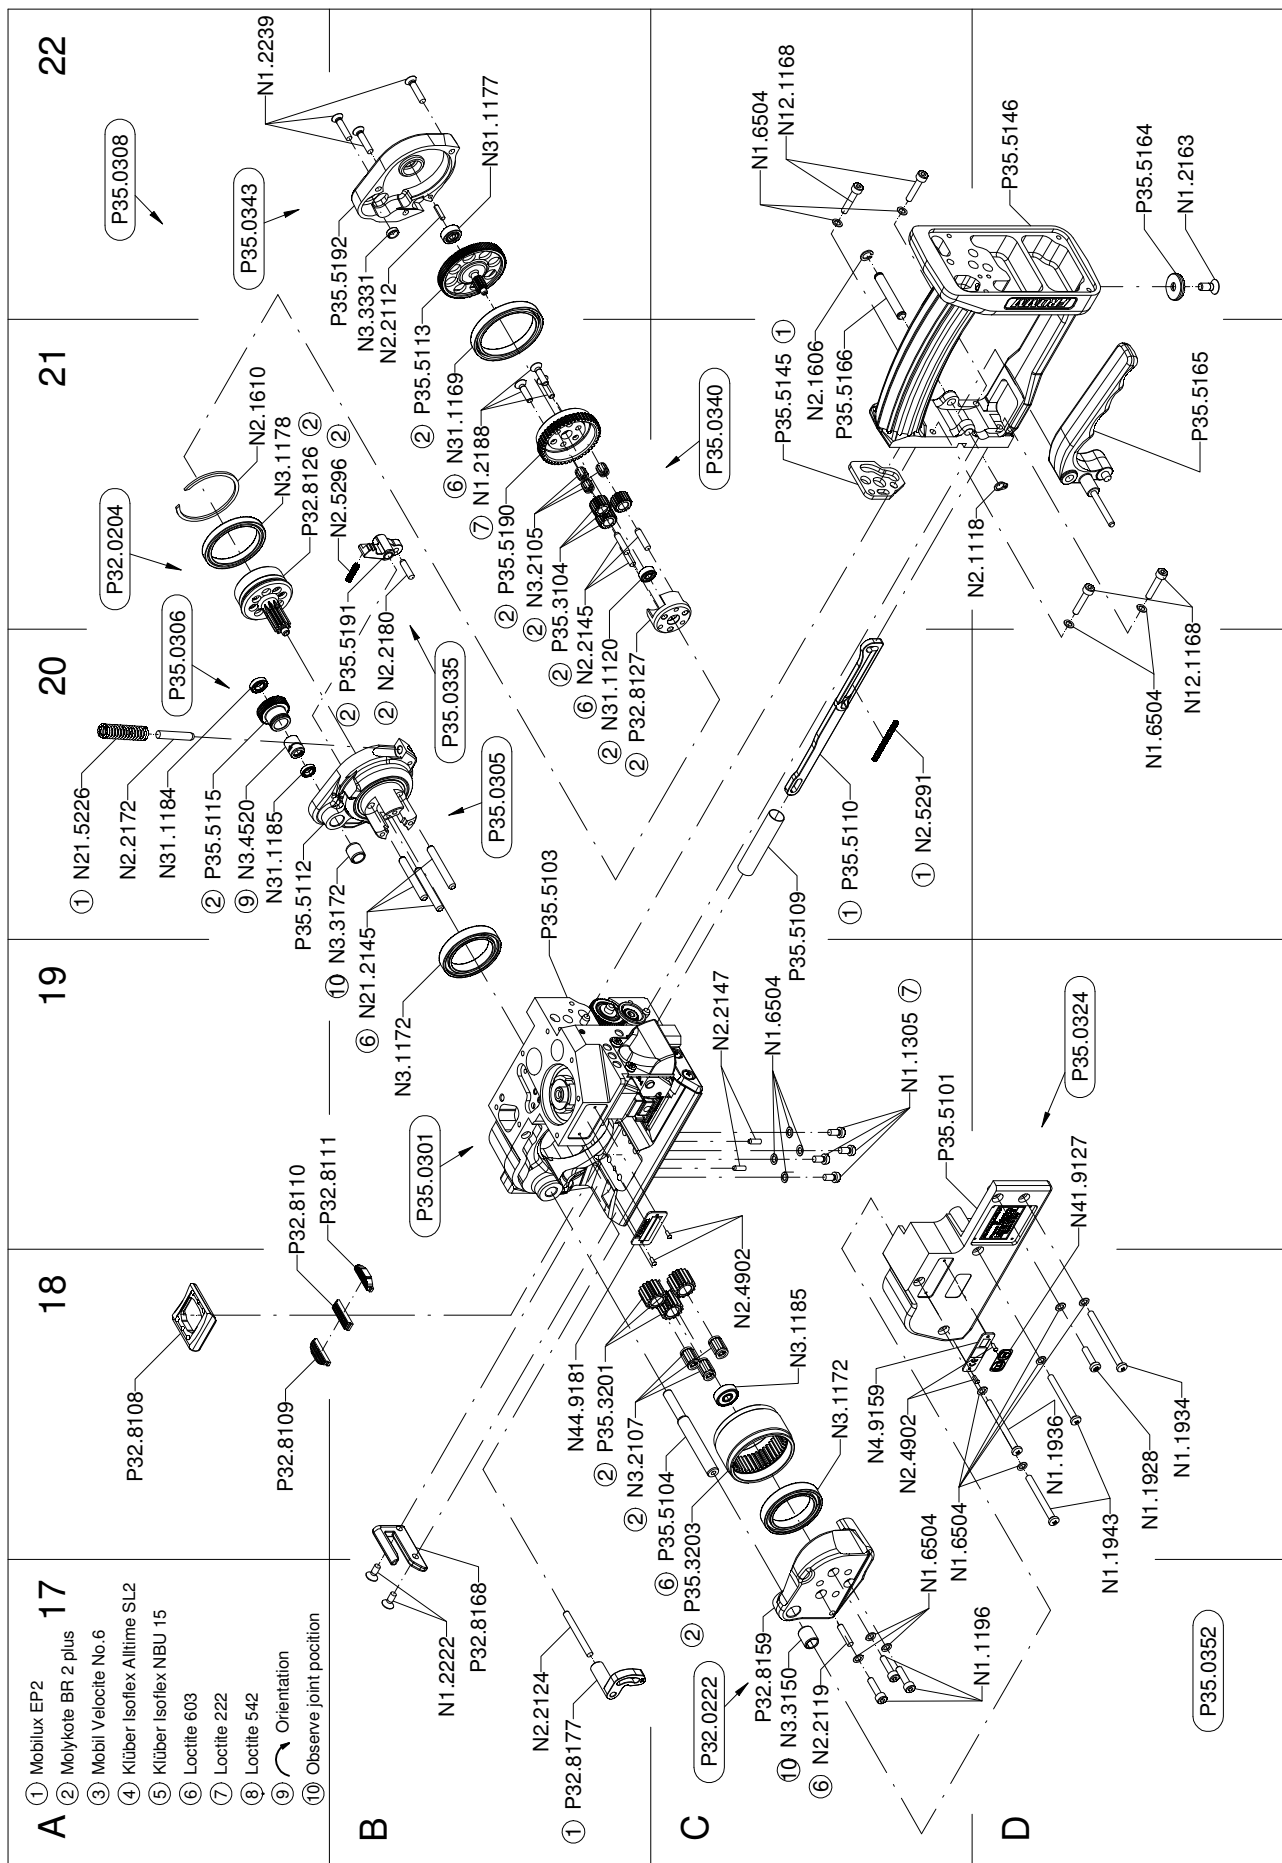 A
17
① Mobilux EP2
② Molykote BR 2 plus
③ Mobil Velocite No.6
④ Klüber Isoflex Alltime SL2
⑤ Klüber Isoflex NBU 15
⑥ Loctite 603
⑦ Loctite 222
⑧ Loctite 542
⑨ Orientation
⑩ Observe joint position
18
P32.8108
P32.8109
P32.8110
P32.8111
19
20
① N21.5226
N2.2172
N31.1184
② P35.5115
⑨ N3.4520
N31.1185
P35.5112
⑩ N3.3172
⑥ N21.2145
N3.1172
P35.0306
P32.0204
21
N2.1610
N3.1178
P32.8126 ②
N2.5296 ②
② P35.5191
② N2.2180
P35.0335
P35.0305
22
P35.0308
P35.0343
N1.2239
P35.5192
N3.3331
N2.2112
N31.1177
② P35.5113
⑥ N31.1169
⑦ N1.2188
② P35.5190
② N3.2105
② P35.3104
⑥ N2.2145
② N31.1120
② P32.8127
P35.0340
B
N1.2222
P32.8168
N2.2124
① P32.8177
P35.0301
P35.5103
N44.9181
② P35.3201
② N3.2107
⑥ P35.5104
② P35.3203
N2.4902
N3.1185
N3.1172
C
P32.0222
P32.8159
⑩ N3.3150
⑥ N2.2119
N1.6504
N1.1196
N2.2147
N1.6504
N1.1305 ⑦
P35.5109
① P35.5110
① N2.5291
P35.5145 ①
N2.1606
P35.5166
N1.6504
N12.1168
P35.5146
P35.5164
N1.2163
P35.5165
N2.1118
N1.6504
N12.1168
D
P35.0324
P35.5101
N41.9127
N4.9159
N2.4902
N1.6504
N1.1936
N1.1943
N1.1928
N1.1934
P35.0352